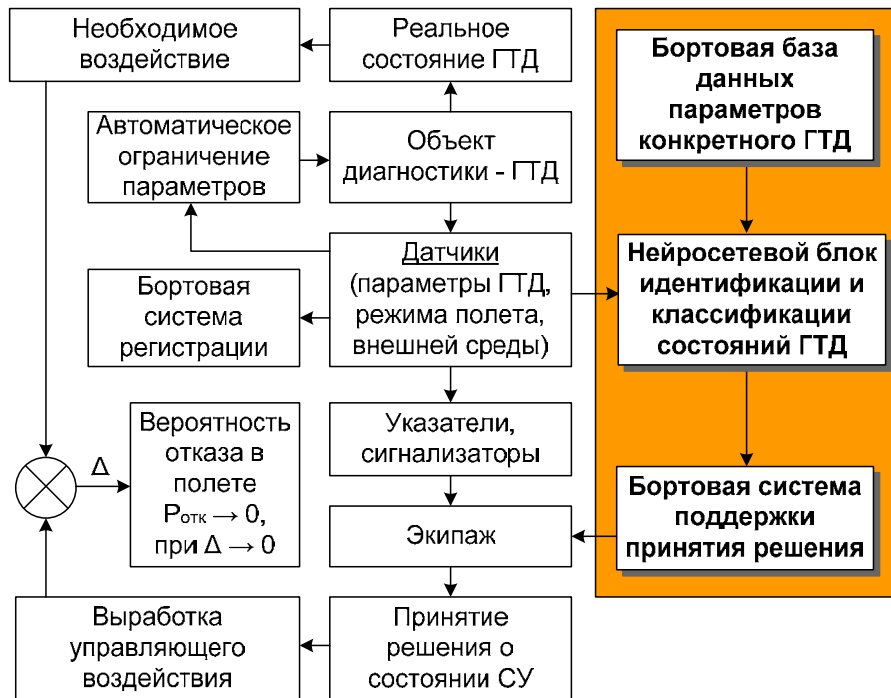 Необходимое
воздействие
Реальное
состояние ГТД
Бортовая база
данных
параметров
конкретного ГТД
Автоматическое
ограничение
параметров
Объект
диагностики - ГТД
Датчики
(параметры ГТД,
режима полета,
внешней среды)
Нейросетевой блок
идентификации и
классификации
состояний ГТД
Бортовая
система
регистрации
Вероятность
отказа в
полете
Pотк → 0,
при Δ → 0
Δ
Указатели,
сигнализаторы
Бортовая система
поддержки
принятия решения
Экипаж
Выработка
управляющего
воздействия
Принятие
решения о
состоянии СУ